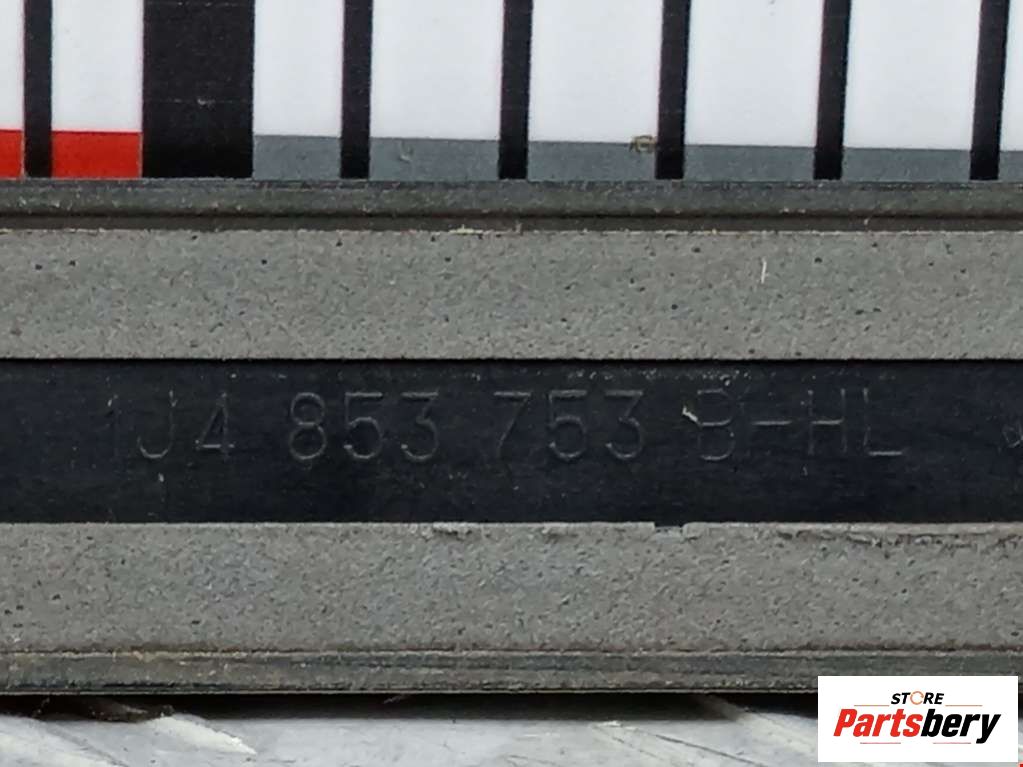 1J4 853 753 B-HL
STORE
Partsbery